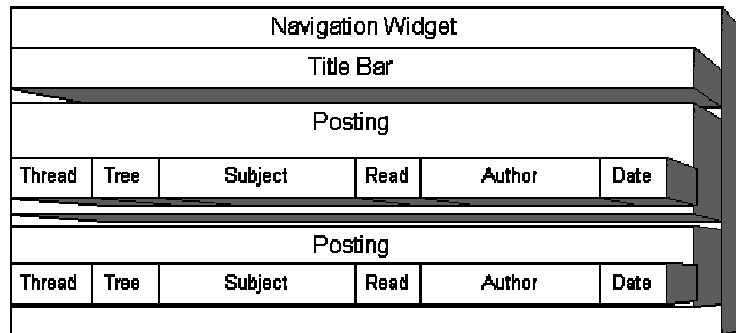 Navigation Widget
Title Bar
Posting
Thread Tree Subject Read Author Date
Posting
Thread Tree Subject Read Author Date